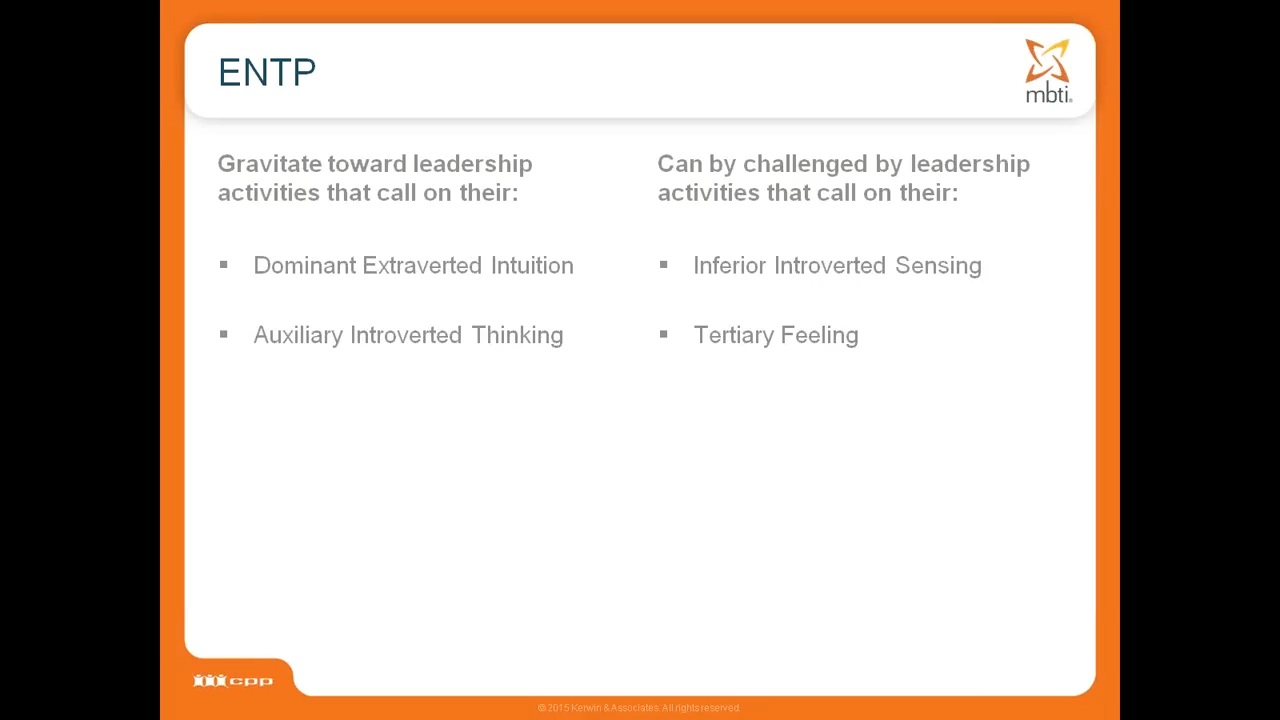 ENTP
mbti®
Gravitate toward leadership
activities that call on their:
▪ Dominant Extraverted Intuition
▪ Auxiliary Introverted Thinking
Can by challenged by leadership
activities that call on their:
▪ Inferior Introverted Sensing
▪ Tertiary Feeling
cpp
© 2015 Kerwin & Associates. All rights reserved.